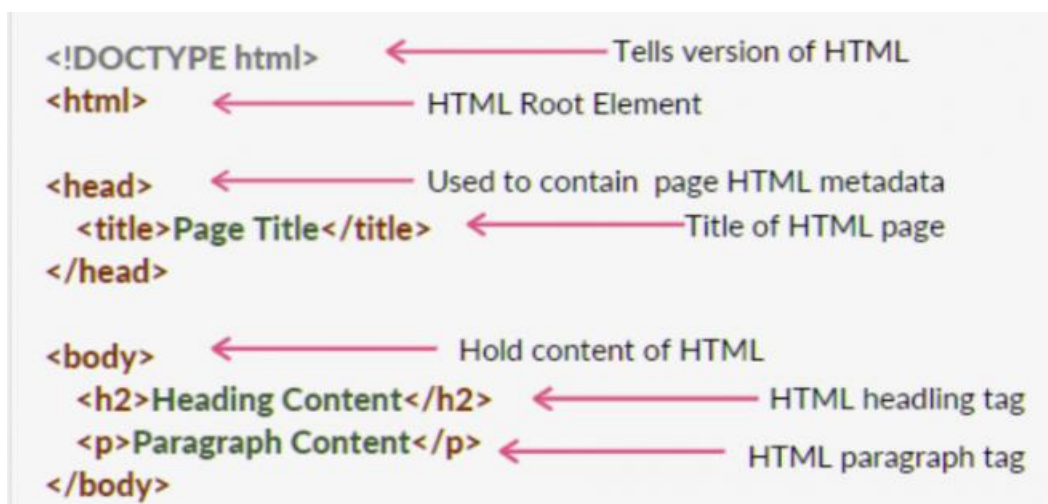 <!DOCTYPE html> Tells version of HTML
<html> HTML Root Element
<head> Used to contain page HTML metadata
<title>Page Title</title> Title of HTML page
</head>
<body> Hold content of HTML
<h2>Heading Content</h2> HTML headling tag
<p>Paragraph Content</p> HTML paragraph tag
</body>